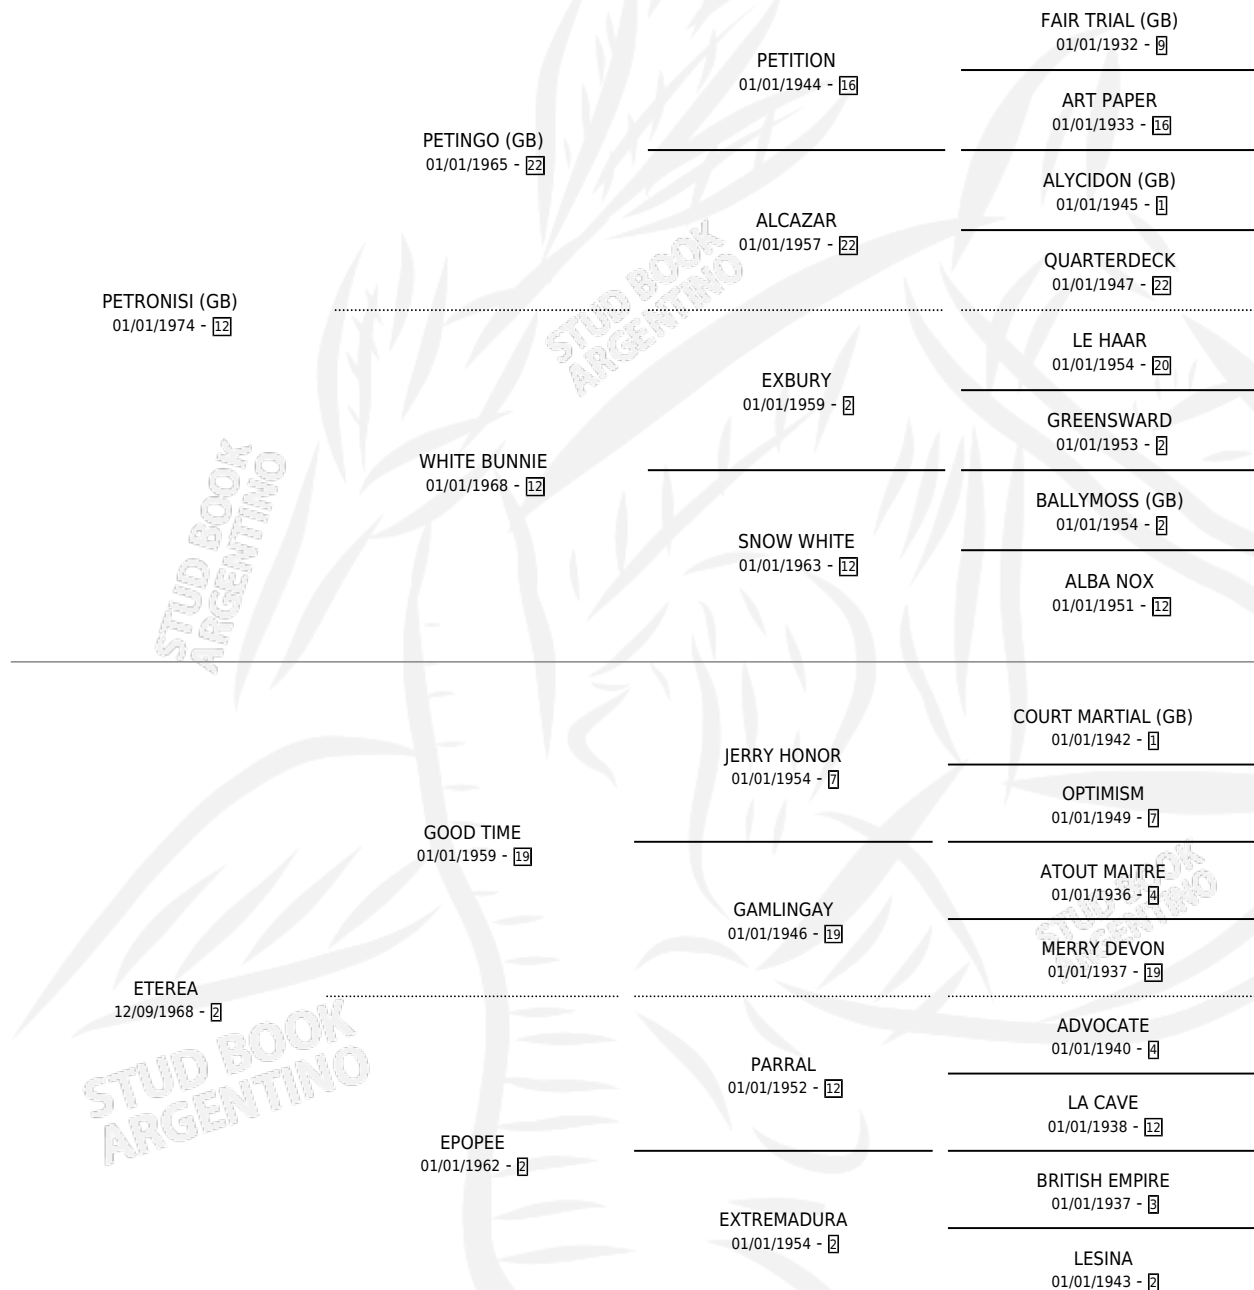 FAIR TRIAL (GB)
01/01/1932 - 9
PETITION
01/01/1944 - 16
ART PAPER
01/01/1933 - 16
PETINGO (GB)
01/01/1965 - 22
ALYCIDON (GB)
01/01/1945 - 1
ALCAZAR
01/01/1957 - 22
QUARTERDECK
01/01/1947 - 22
PETRONISI (GB)
01/01/1974 - 12
LE HAAR
01/01/1954 - 20
EXBURY
01/01/1959 - 2
GREENSWARD
01/01/1953 - 2
WHITE BUNNIE
01/01/1968 - 12
BALLYMOSS (GB)
01/01/1954 - 2
SNOW WHITE
01/01/1963 - 12
ALBA NOX
01/01/1951 - 12
COURT MARTIAL (GB)
01/01/1942 - 1
JERRY HONOR
01/01/1954 - 7
OPTIMISM
01/01/1949 - 7
GOOD TIME
01/01/1959 - 19
ATOUT MAITRE
01/01/1936 - 4
GAMLINGAY
01/01/1946 - 19
MERRY DEVON
01/01/1937 - 19
ETEREA
12/09/1968 - 2
ADVOCATE
01/01/1940 - 4
PARRAL
01/01/1952 - 12
LA CAVE
01/01/1938 - 12
EPOPEE
01/01/1962 - 2
BRITISH EMPIRE
01/01/1937 - 3
EXTREMADURA
01/01/1954 - 2
LESINA
01/01/1943 - 2
STUD BOOK
ARGENTINO
STUD BOOK
ARGENTINO
STUD BOOK
ARGENTINO
STUD BOOK
ARGENTINO